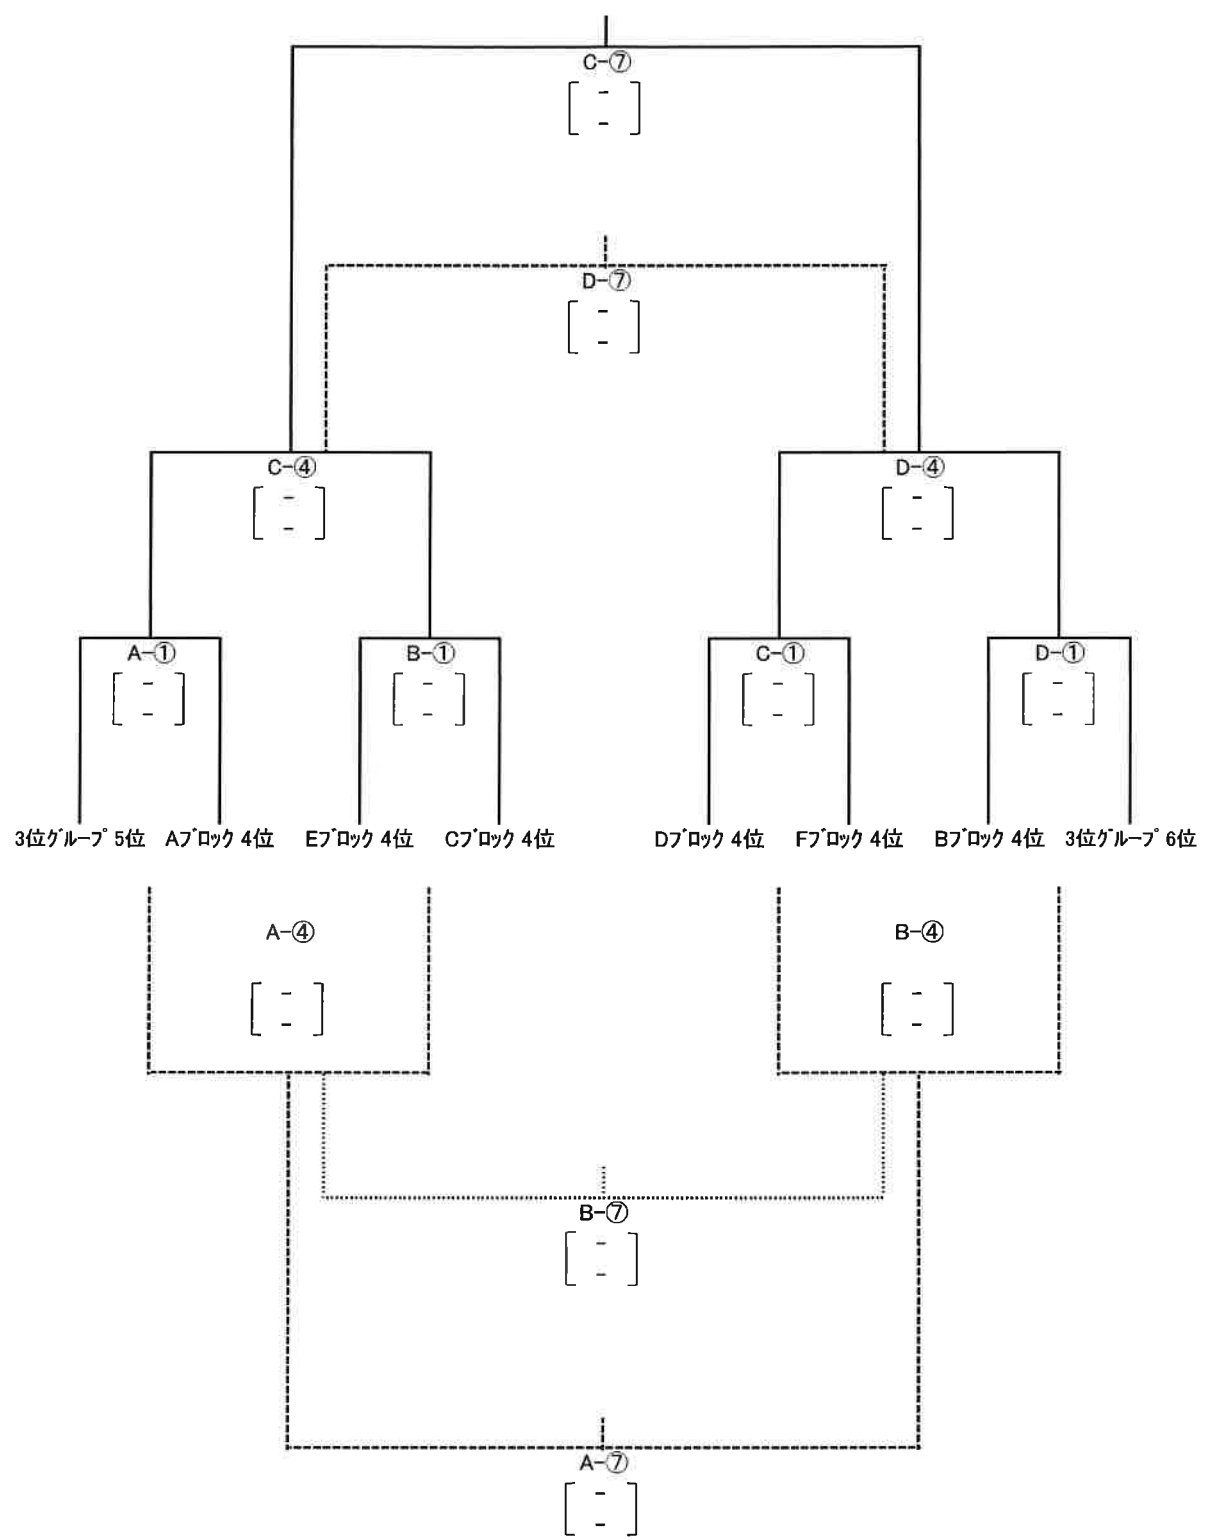 C-⑦
[ - ]
[ - ]
D-⑦
[ - ]
[ - ]
C-④ D-④
[ - ] [ - ]
[ - ] [ - ]
A-① B-① C-① D-①
[ - ] [ - ] [ - ] [ - ]
[ - ] [ - ] [ - ] [ - ]
3位ｸﾞﾙｰﾌﾟ 5位 Aﾌﾞﾛｯｸ 4位 Eﾌﾞﾛｯｸ 4位 Cﾌﾞﾛｯｸ 4位 Dﾌﾞﾛｯｸ 4位 Fﾌﾞﾛｯｸ 4位 Bﾌﾞﾛｯｸ 4位 3位ｸﾞﾙｰﾌﾟ 6位
A-④ B-④
[ - ] [ - ]
[ - ] [ - ]
B-⑦
[ - ]
[ - ]
A-⑦
[ - ]
[ - ]